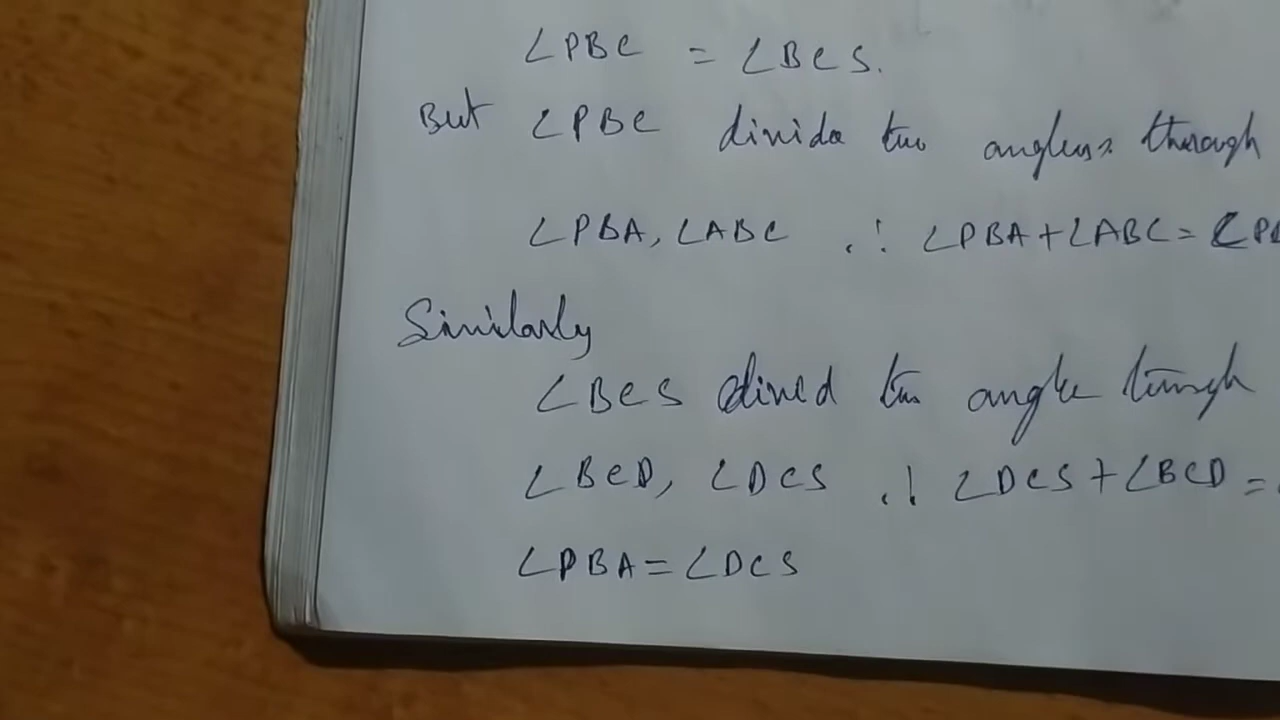 ∠PBC = ∠BCS.
But ∠PBC divide two angles through
∠PBA, ∠ABC ∴ ∠PBA+∠ABC=
Similarly
∠BCS divied two angle through
∠BCD, ∠DCS ∴ ∠DCS+∠BCD=
∠PBA=∠DCS